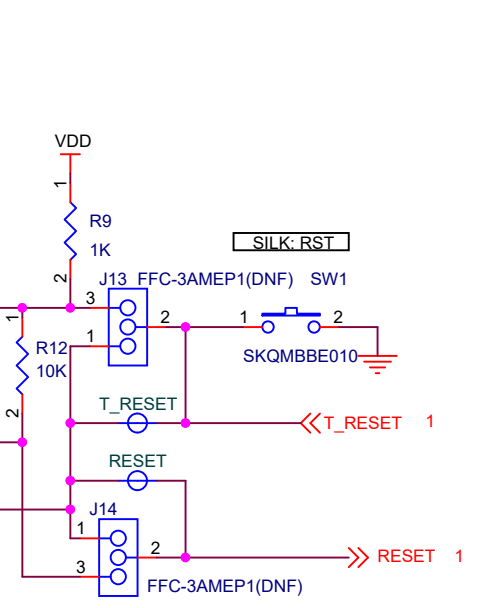 VDD
1
R9
1K
2
SILK: RST
J13 FFC-3AMEP1(DNF) SW1
3
2
1
1
2
1
R12
10K
2
SKQMBBE010
T_RESET
T_RESET 1
RESET
J14
1
2
3
RESET 1
FFC-3AMEP1(DNF)